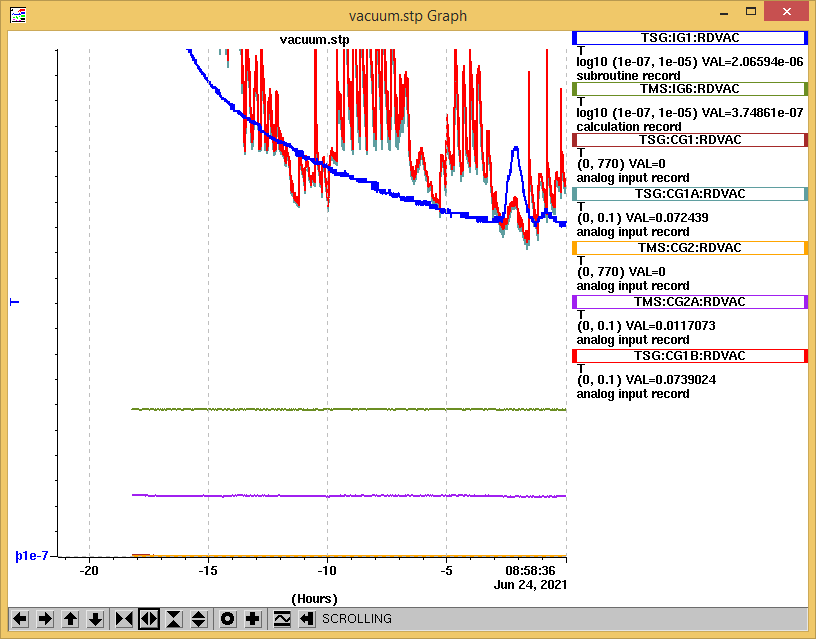 vacuum.stp Graph
vacuum.stp
TSG:IG1:RDVAC
T
log10 (1e-07, 1e-05) VAL=2.06594e-06
subroutine record
TMS:IG6:RDVAC
T
log10 (1e-07, 1e-05) VAL=3.74861e-07
calculation record
TSG:CG1:RDVAC
T
(0, 770) VAL=0
analog input record
TSG:CG1A:RDVAC
T
(0, 0.1) VAL=0.072439
analog input record
TMS:CG2:RDVAC
T
(0, 770) VAL=0
analog input record
TMS:CG2A:RDVAC
T
(0, 0.1) VAL=0.0117073
analog input record
TSG:CG1B:RDVAC
T
(0, 0.1) VAL=0.0739024
analog input record
T
1e-7
-20 -15 -10 -5 08:58:36
Jun 24, 2021
(Hours)
SCROLLING